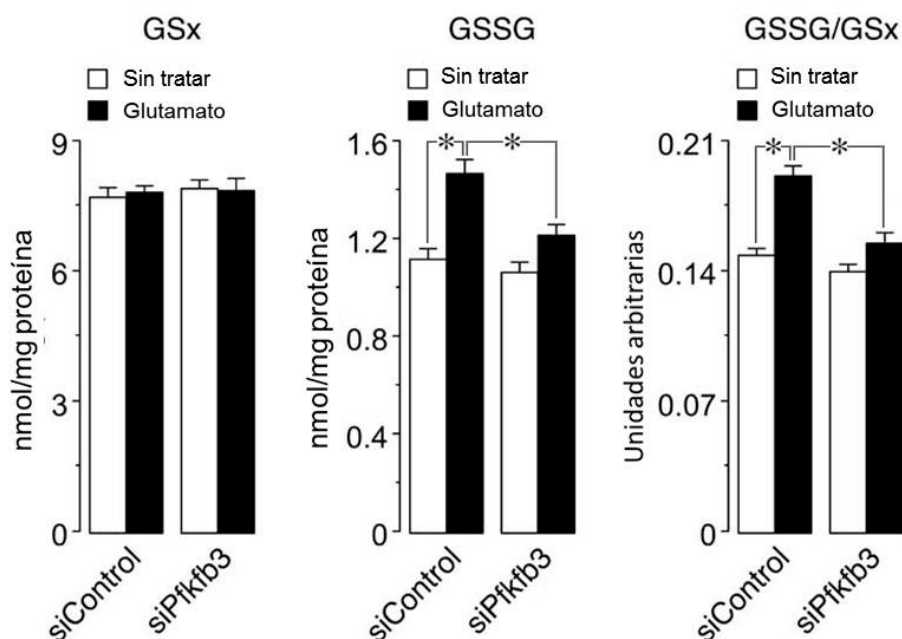 GSx
Sin tratar
Glutamato
9
6
3
0
nmol/mg proteína
siControl
siPfkfb3
GSSG
Sin tratar
Glutamato
1.6
1.2
0.8
0.4
0
nmol/mg proteína
* *
siControl
siPfkfb3
GSSG/GSx
Sin tratar
Glutamato
0.21
0.14
0.07
0
Unidades arbitrarias
* *
siControl
siPfkfb3